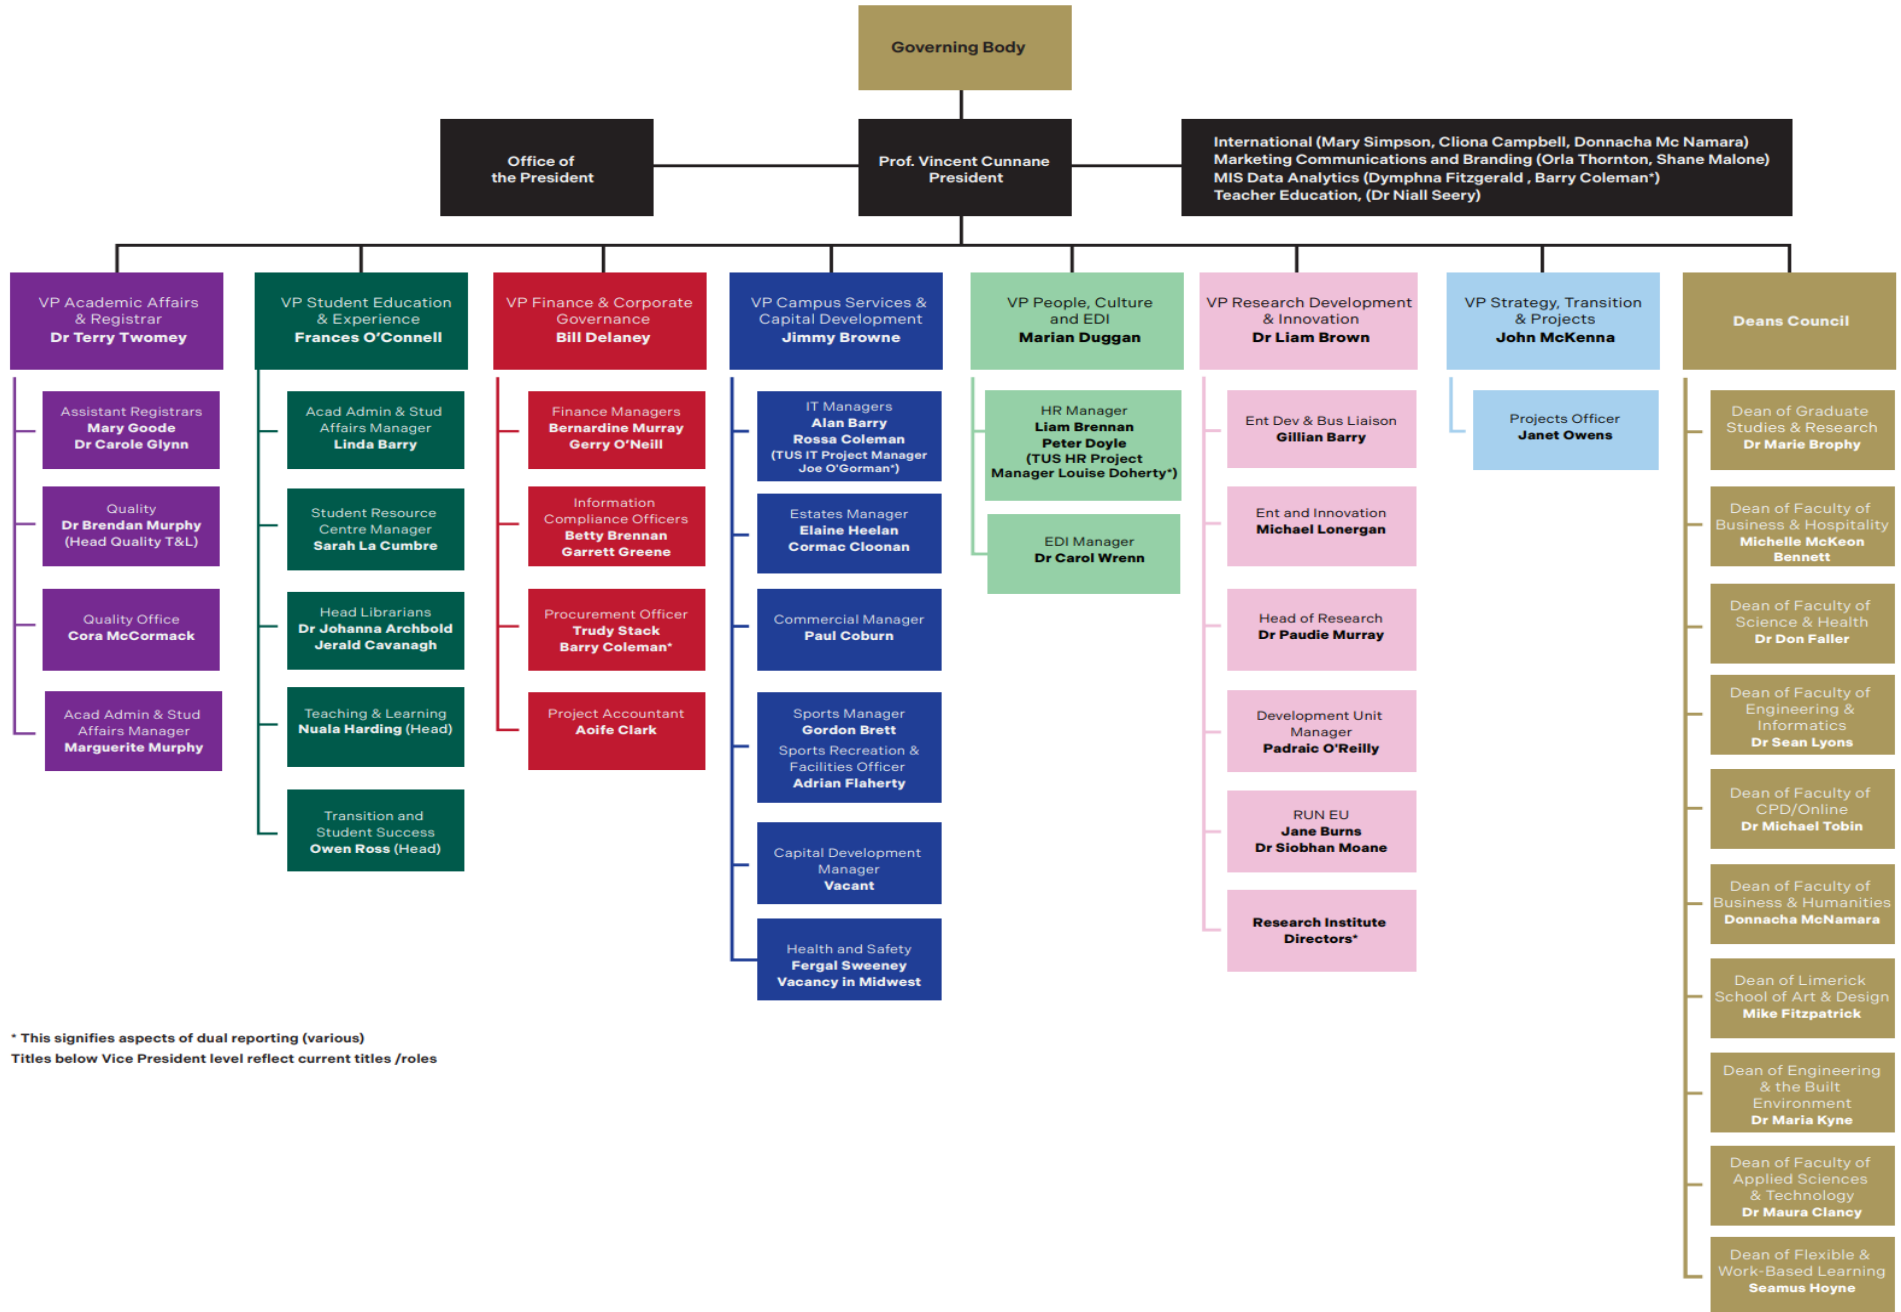 Governing Body
Office of
the President
Prof. Vincent Cunnane
President
International (Mary Simpson, Cliona Campbell, Donnacha Mc Namara)
Marketing Communications and Branding (Orla Thornton, Shane Malone)
MIS Data Analytics (Dymphna Fitzgerald , Barry Coleman*)
Teacher Education, (Dr Niall Seery)
VP Academic Affairs
& Registrar
Dr Terry Twomey
Assistant Registrars
Mary Goode
Dr Carole Glynn
Quality
Dr Brendan Murphy
(Head Quality T&L)
Quality Office
Cora McCormack
Acad Admin & Stud
Affairs Manager
Marguerite Murphy
VP Student Education
& Experience
Frances O'Connell
Acad Admin & Stud
Affairs Manager
Linda Barry
Student Resource
Centre Manager
Sarah La Cumbre
Head Librarians
Dr Johanna Archbold
Jerald Cavanagh
Teaching & Learning
Nuala Harding (Head)
Transition and
Student Success
Owen Ross (Head)
VP Finance & Corporate
Governance
Bill Delaney
Finance Managers
Bernardine Murray
Gerry O'Neill
Information
Compliance Officers
Betty Brennan
Garrett Greene
Procurement Officer
Trudy Stack
Barry Coleman*
Project Accountant
Aoife Clark
VP Campus Services &
Capital Development
Jimmy Browne
IT Managers
Alan Barry
Rossa Coleman
(TUS IT Project Manager
Joe O'Gorman*)
Estates Manager
Elaine Heelan
Cormac Cloonan
Commercial Manager
Paul Coburn
Sports Manager
Gordon Brett
Sports Recreation &
Facilities Officer
Adrian Flaherty
Capital Development
Manager
Vacant
Health and Safety
Fergal Sweeney
Vacancy in Midwest
VP People, Culture
and EDI
Marian Duggan
HR Manager
Liam Brennan
Peter Doyle
(TUS HR Project
Manager Louise Doherty*)
EDI Manager
Dr Carol Wrenn
VP Research Development
& Innovation
Dr Liam Brown
Ent Dev & Bus Liaison
Gillian Barry
Ent and Innovation
Michael Lonergan
Head of Research
Dr Paudie Murray
Development Unit
Manager
Padraic O'Reilly
RUN EU
Jane Burns
Dr Siobhan Moane
Research Institute
Directors*
VP Strategy, Transition
& Projects
John McKenna
Projects Officer
Janet Owens
Deans Council
Dean of Graduate
Studies & Research
Dr Marie Brophy
Dean of Faculty of
Business & Hospitality
Michelle McKeon
Bennett
Dean of Faculty of
Science & Health
Dr Don Faller
Dean of Faculty of
Engineering &
Informatics
Dr Sean Lyons
Dean of Faculty of
CPD/Online
Dr Michael Tobin
Dean of Faculty of
Business & Humanities
Donnacha McNamara
Dean of Limerick
School of Art & Design
Mike Fitzpatrick
Dean of Engineering
& the Built
Environment
Dr Maria Kyne
Dean of Faculty of
Applied Sciences
& Technology
Dr Maura Clancy
Dean of Flexible &
Work-Based Learning
Seamus Hoyne
* This signifies aspects of dual reporting (various)
Titles below Vice President level reflect current titles /roles